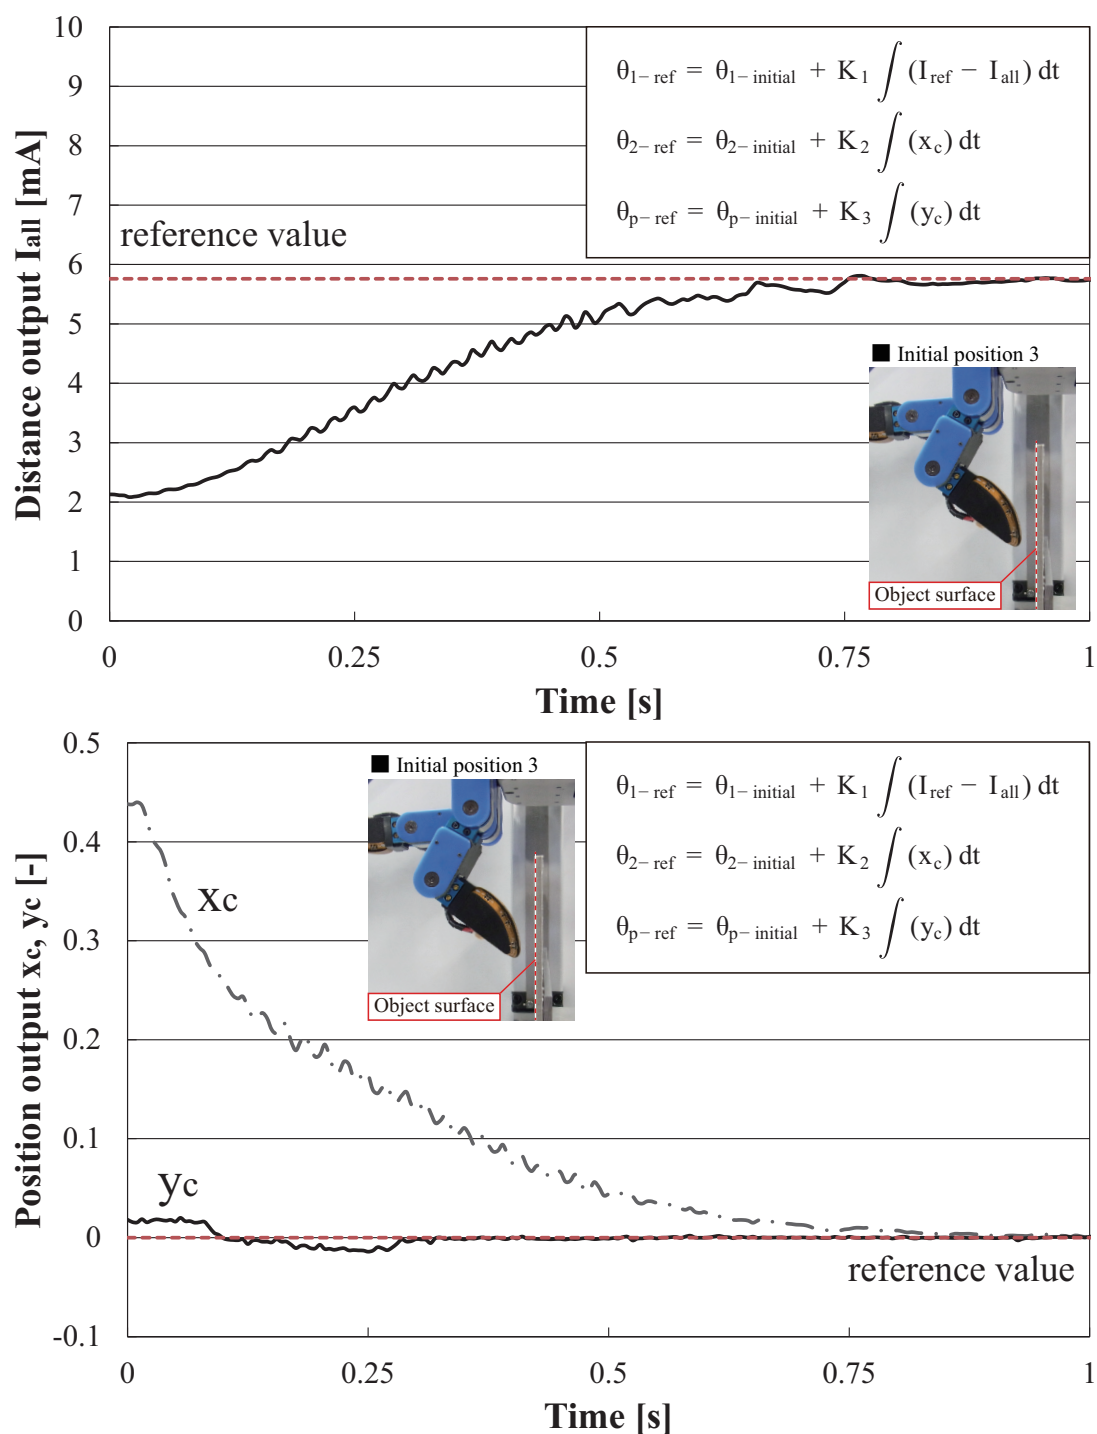 10
9
8
7
6
5
4
3
2
1
0
Distance output Iall [mA]
θ1-ref = θ1-initial + K1 ∫ (Iref − Iall) dt
θ2-ref = θ2-initial + K2 ∫ (xc) dt
θp-ref = θp-initial + K3 ∫ (yc) dt
reference value
■ Initial position 3
Object surface
0 0.25 0.5 0.75 1
Time [s]
0.5
0.4
0.3
0.2
0.1
0
-0.1
Position output xc, yc [-]
■ Initial position 3
Object surface
θ1-ref = θ1-initial + K1 ∫ (Iref − Iall) dt
θ2-ref = θ2-initial + K2 ∫ (xc) dt
θp-ref = θp-initial + K3 ∫ (yc) dt
xc
yc
reference value
0 0.25 0.5 0.75 1
Time [s]